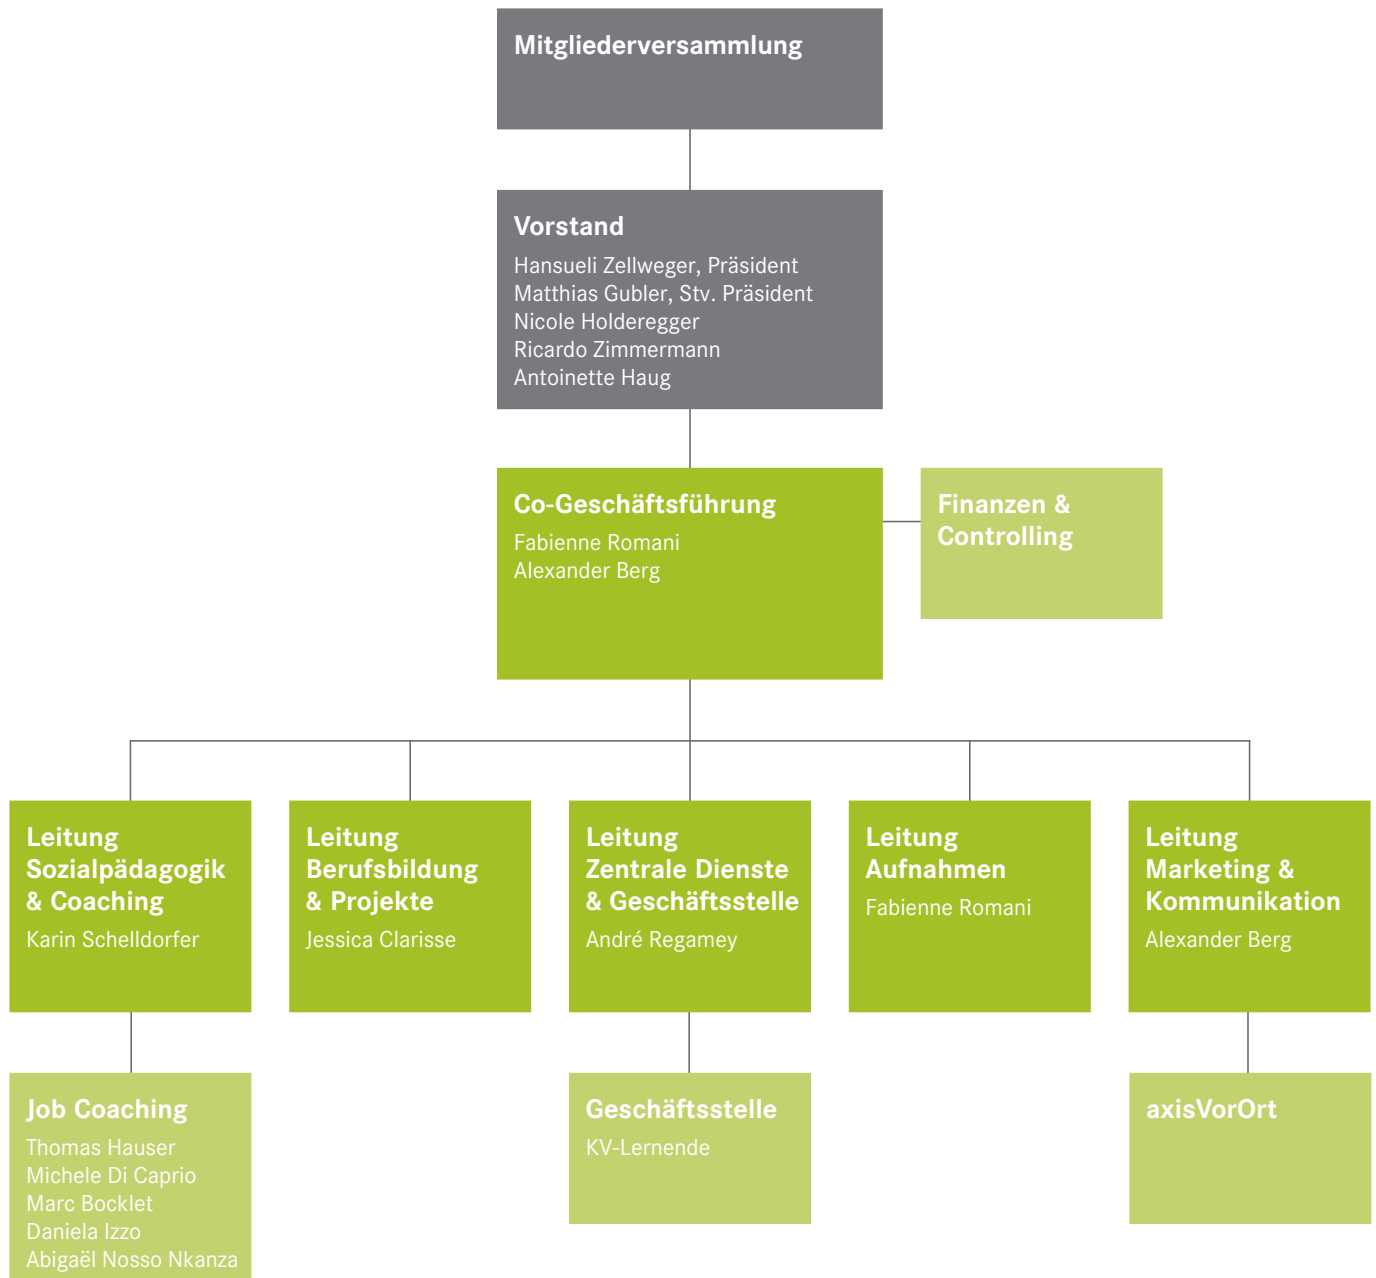 Mitgliederversammlung
Vorstand
Hansueli Zellweger, Präsident
Matthias Gubler, Stv. Präsident
Nicole Holderegger
Ricardo Zimmermann
Antoinette Haug
Co-Geschäftsführung
Fabienne Romani
Alexander Berg
Finanzen &
Controlling
Leitung
Sozialpädagogik
& Coaching
Karin Schelldorfer
Leitung
Berufsbildung
& Projekte
Jessica Clarisse
Leitung
Zentrale Dienste
& Geschäftsstelle
André Regamey
Leitung
Aufnahmen
Fabienne Romani
Leitung
Marketing &
Kommunikation
Alexander Berg
Job Coaching
Thomas Hauser
Michele Di Caprio
Marc Bocklet
Daniela Izzo
Abigaël Nosso Nkanza
Geschäftsstelle
KV-Lernende
axisVorOrt